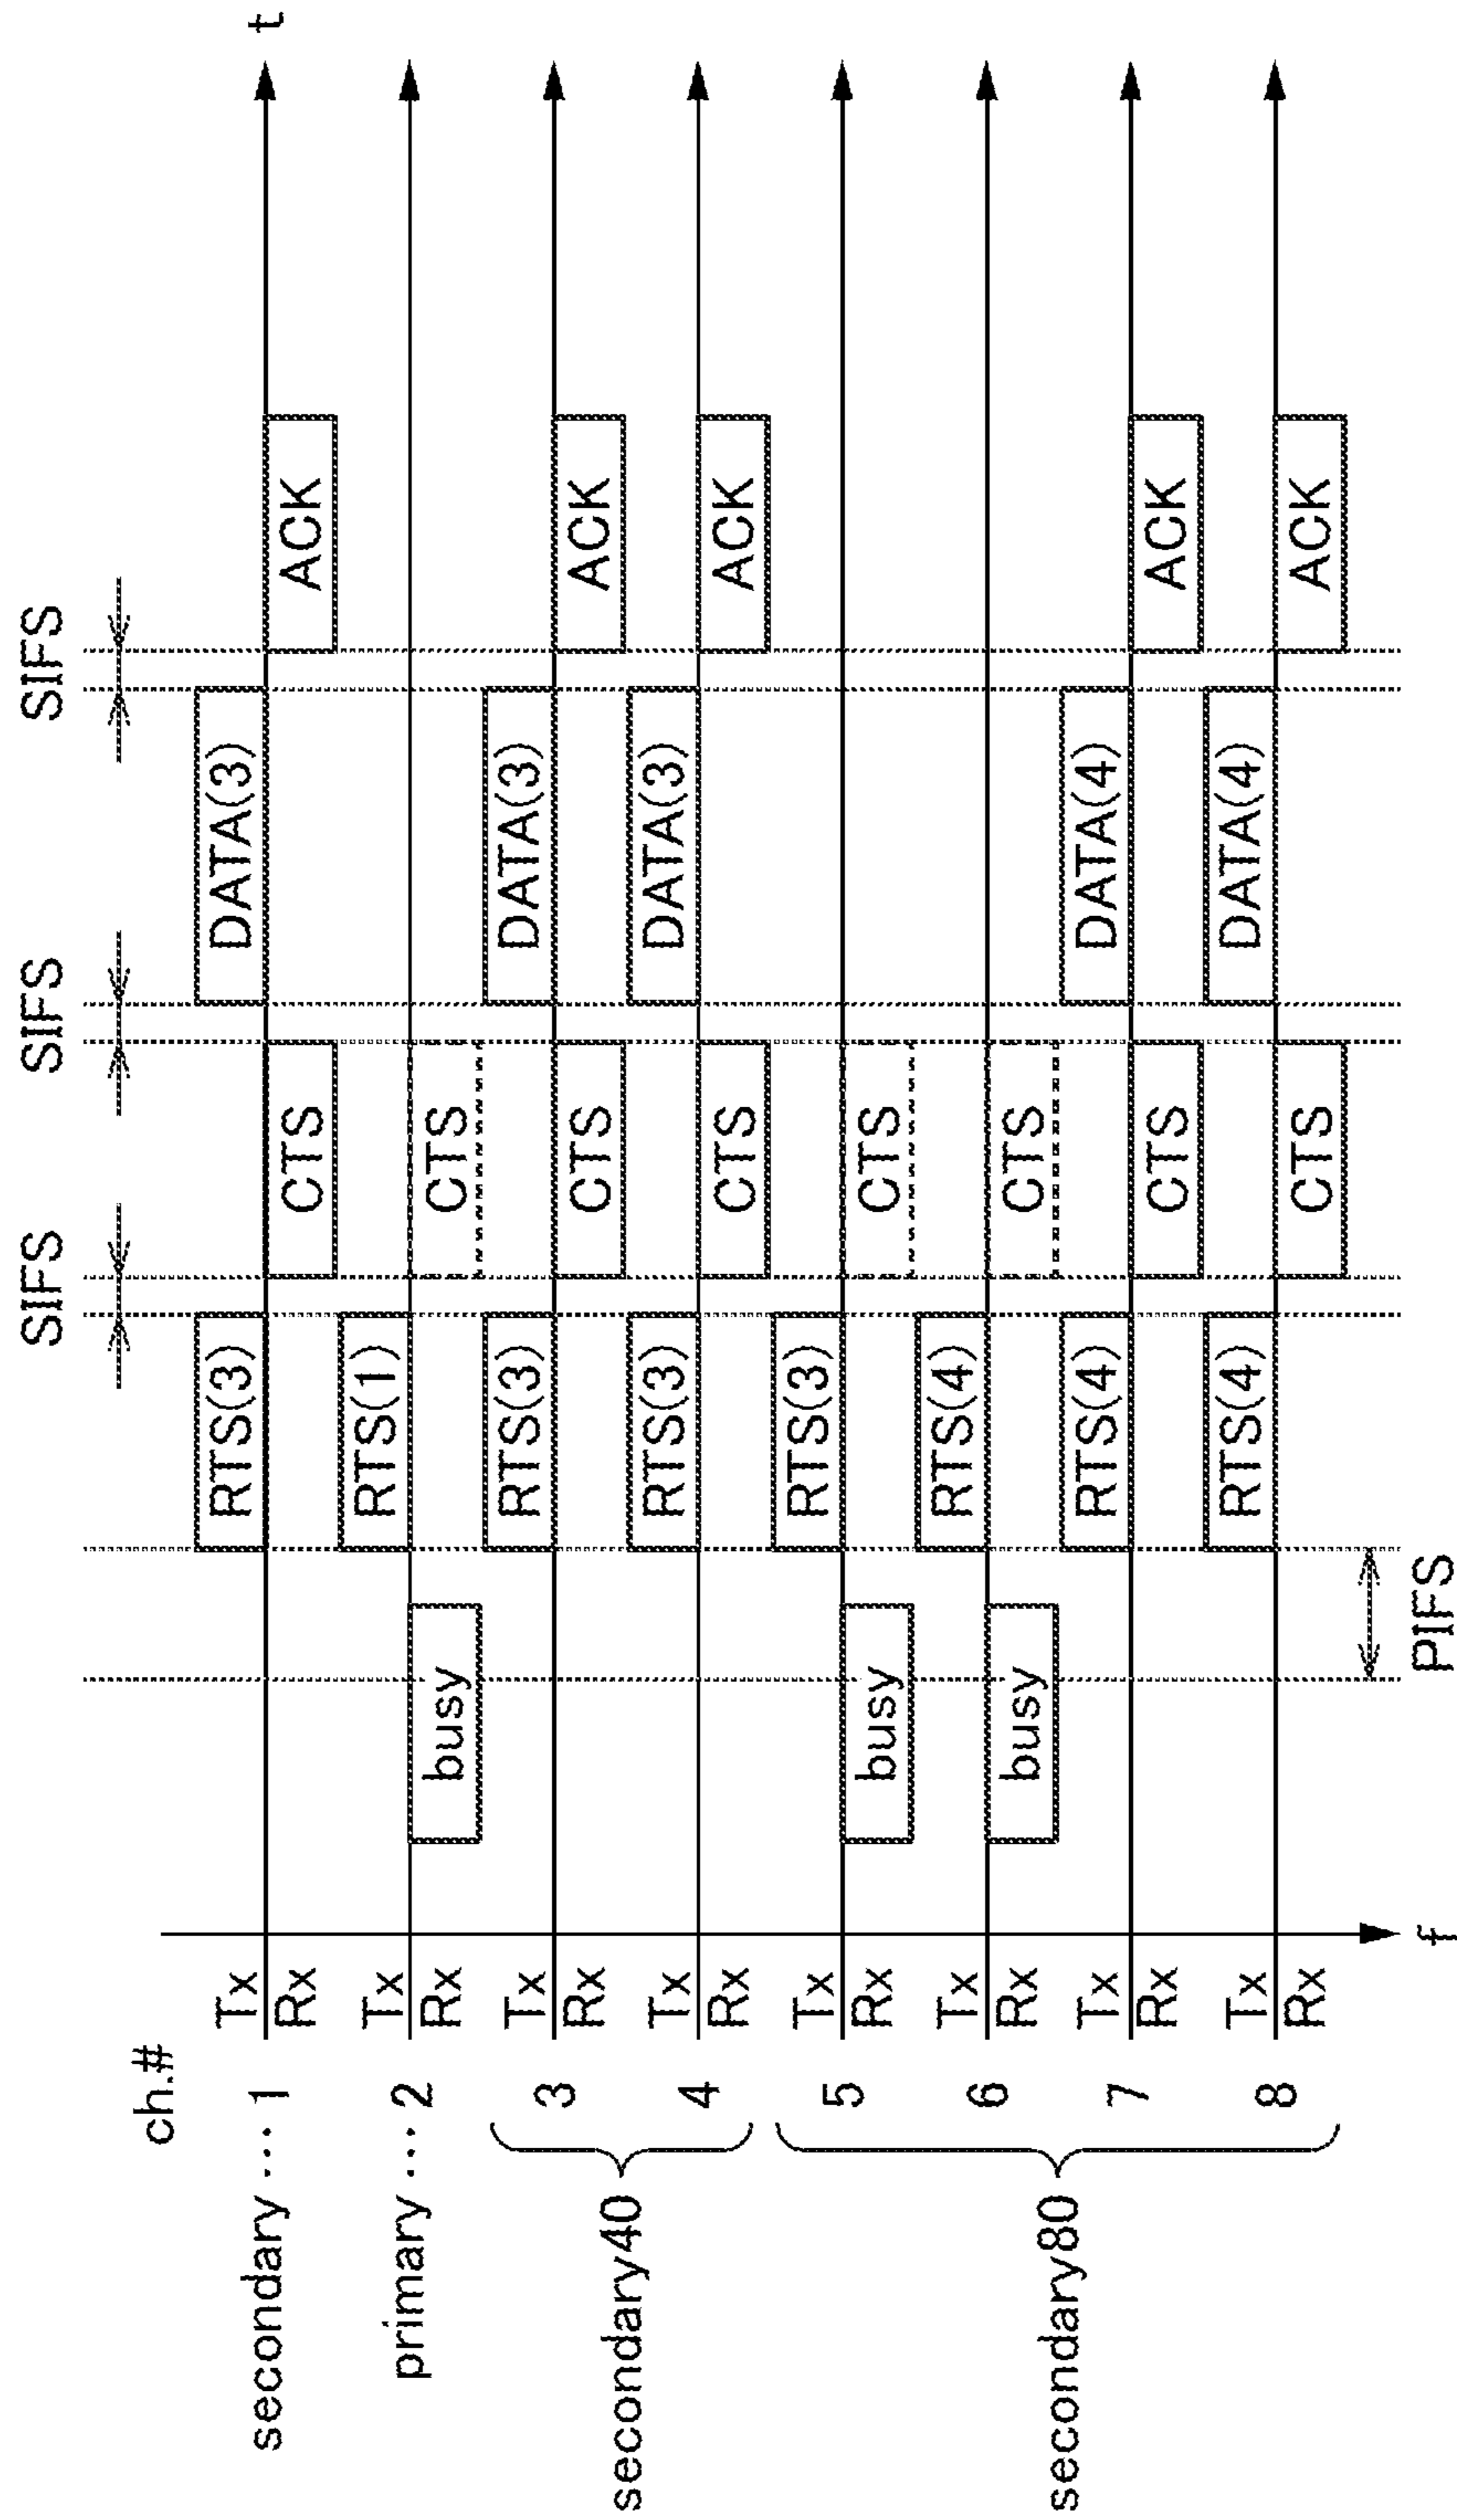 SIFS
SIFS
SIFS
t
ch.#
secondary ··· 1
Tx
Rx
RTS(3)
CTS
DATA(3)
ACK
primary ··· 2
Tx
Rx
busy
RTS(1)
CTS
secondary40
3
Tx
Rx
RTS(3)
CTS
DATA(3)
ACK
4
Tx
Rx
RTS(3)
CTS
DATA(3)
ACK
secondary80
5
Tx
Rx
busy
RTS(3)
CTS
6
Tx
Rx
busy
RTS(4)
CTS
7
Tx
Rx
RTS(4)
CTS
DATA(4)
ACK
8
Tx
Rx
RTS(4)
CTS
DATA(4)
ACK
f
PIFS